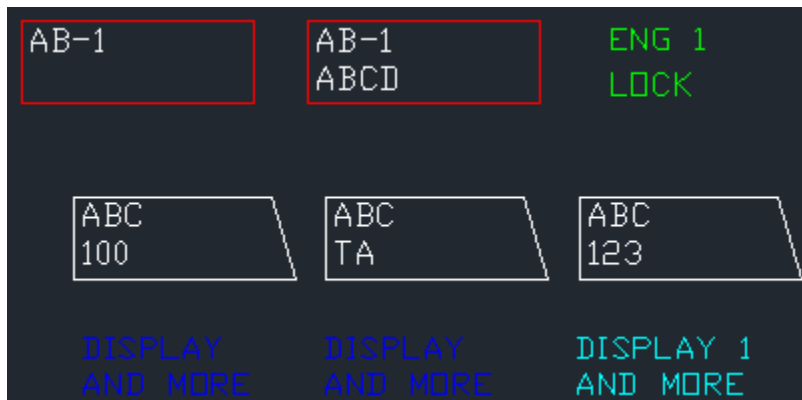 AB-1
AB-1
ABCD
ENG 1
LOCK
ABC
100
ABC
TA
ABC
123
DISPLAY
AND MORE
DISPLAY
AND MORE
DISPLAY 1
AND MORE